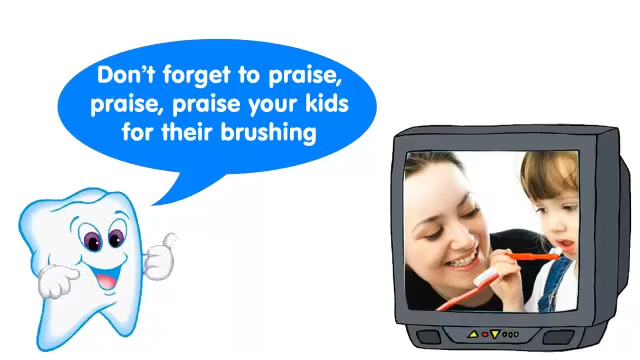 Don't forget to praise,
praise, praise your kids
for their brushing